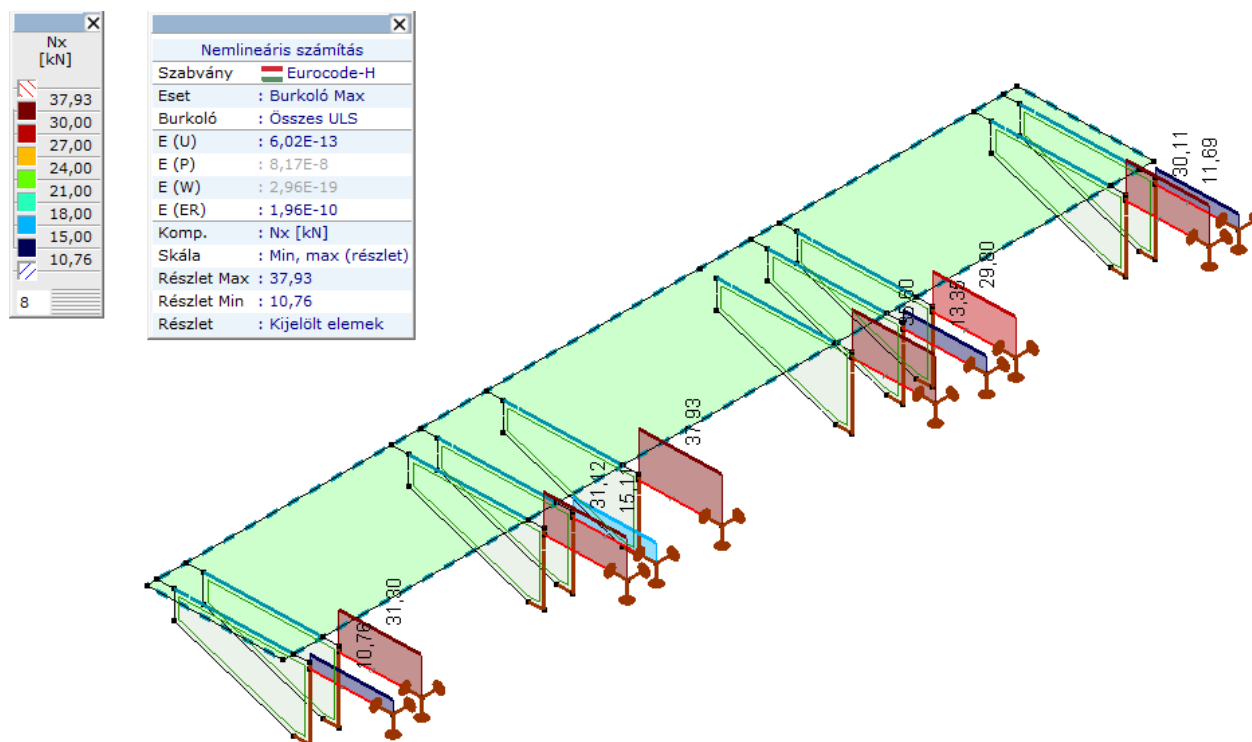 Nx
[kN]
37,93
30,00
27,00
24,00
21,00
18,00
15,00
10,76
8
Nemlineáris számítás
Szabvány Eurocode-H
Eset : Burkoló Max
Burkoló : Összes ULS
E (U) : 6,02E-13
E (P) : 8,17E-8
E (W) : 2,96E-19
E (ER) : 1,96E-10
Komp. : Nx [kN]
Skála : Min, max (részlet)
Részlet Max : 37,93
Részlet Min : 10,76
Részlet : Kijelölt elemek
30,11
11,69
29,80
13,35
37,93
31,12
15,11
10,76